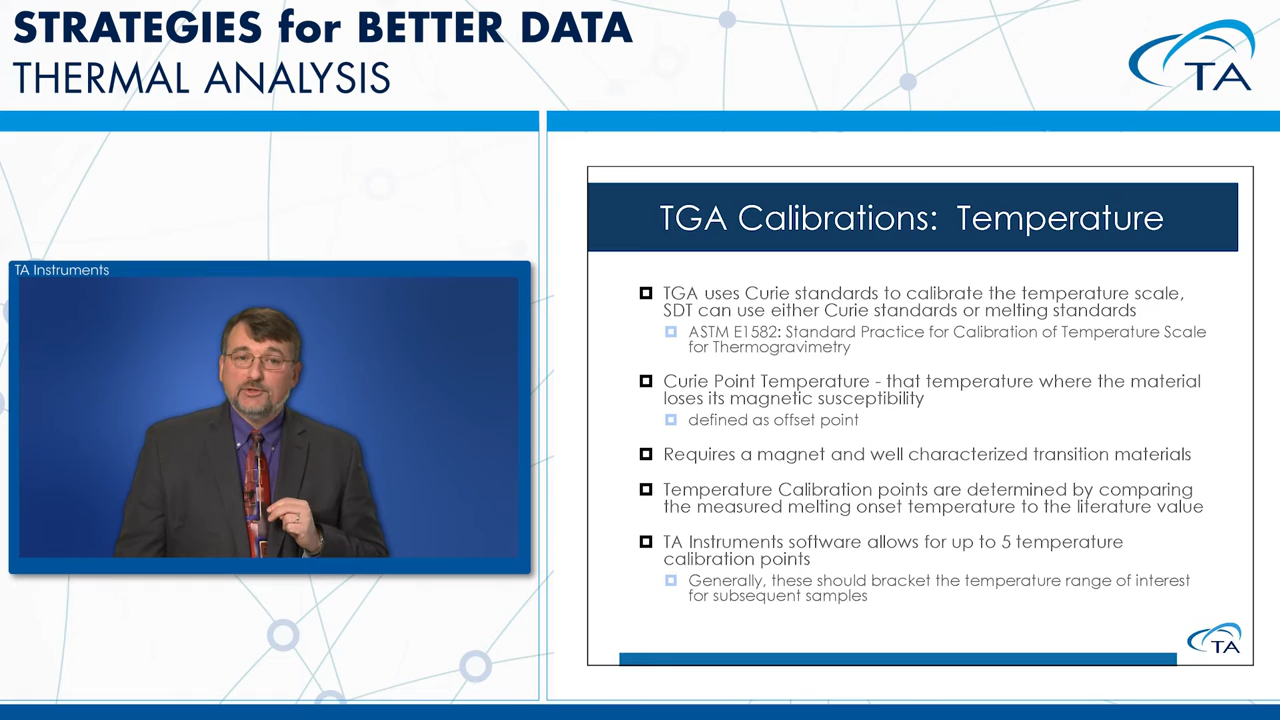 STRATEGIES for BETTER DATA
THERMAL ANALYSIS
TA
TA Instruments
TGA Calibrations: Temperature
TGA uses Curie standards to calibrate the temperature scale,
SDT can use either Curie standards or melting standards
ASTM E1582: Standard Practice for Calibration of Temperature Scale
for Thermogravimetry
Curie Point Temperature - that temperature where the material
loses its magnetic susceptibility
defined as offset point
Requires a magnet and well characterized transition materials
Temperature Calibration points are determined by comparing
the measured melting onset temperature to the literature value
TA Instruments software allows for up to 5 temperature
calibration points
Generally, these should bracket the temperature range of interest
for subsequent samples
TA